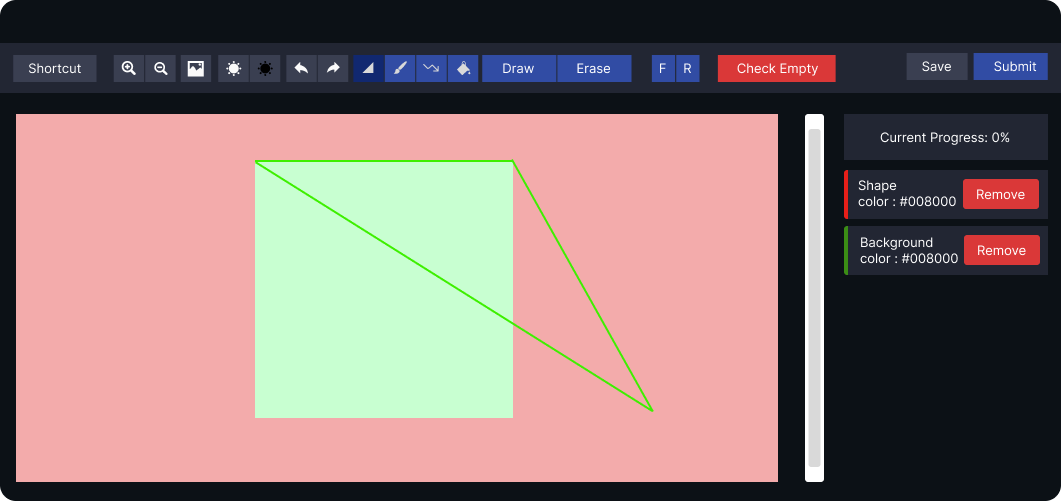 Shortcut
Draw
Erase
F
R
Check Empty
Save
Submit
Current Progress: 0%
Shape
color : #008000
Remove
Background
color : #008000
Remove